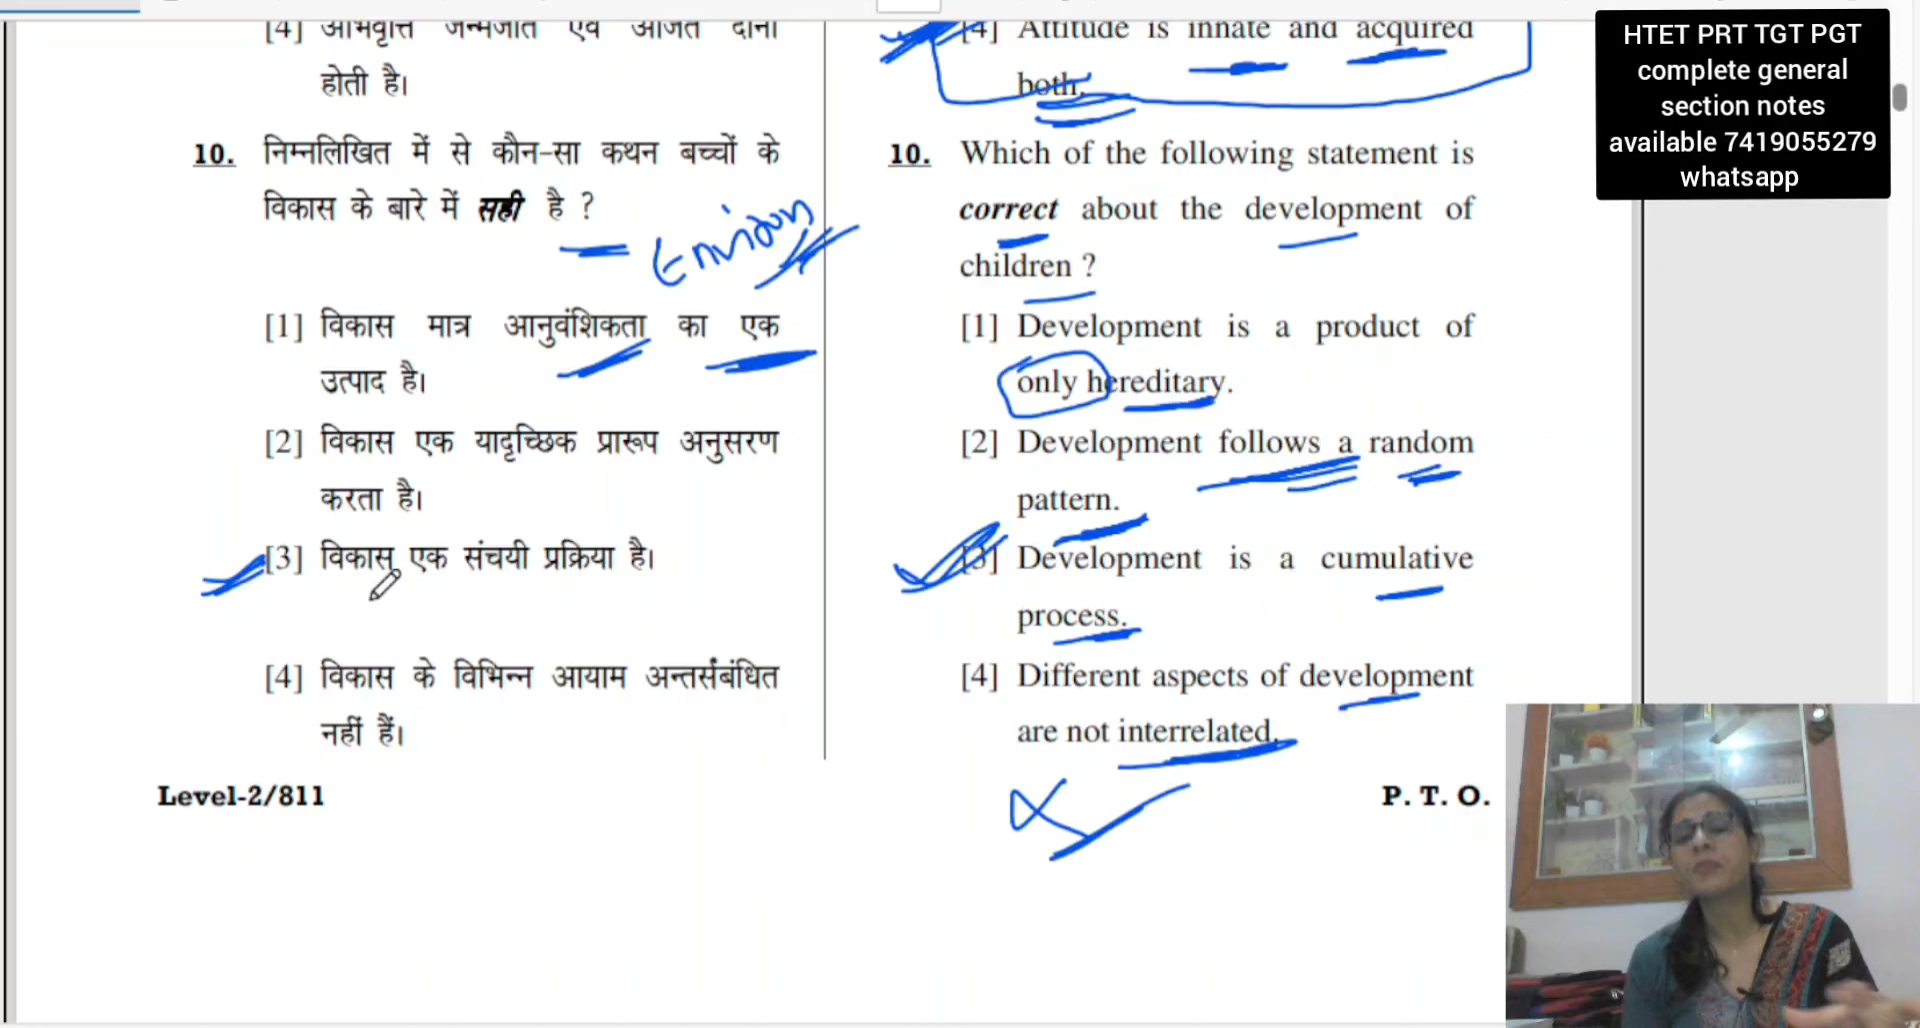 [4] अभिवृत्ति जन्मजात एवं अर्जित दोनों
होती है।
10. निम्नलिखित में से कौन-सा कथन बच्चों के
विकास के बारे में सही है ?
Environ
[1] विकास मात्र आनुवंशिकता का एक
उत्पाद है।
[2] विकास एक यादृच्छिक प्रारूप अनुसरण
करता है।
[3] विकास एक संचयी प्रक्रिया है।
[4] विकास के विभिन्न आयाम अन्तर्संबंधित
नहीं हैं।
Level-2/811
[4] Attitude is innate and acquired
both.
10. Which of the following statement is
correct about the development of
children ?
[1] Development is a product of
only hereditary.
[2] Development follows a random
pattern.
[3] Development is a cumulative
process.
[4] Different aspects of development
are not interrelated.
P. T. O.
HTET PRT TGT PGT
complete general
section notes
available 7419055279
whatsapp